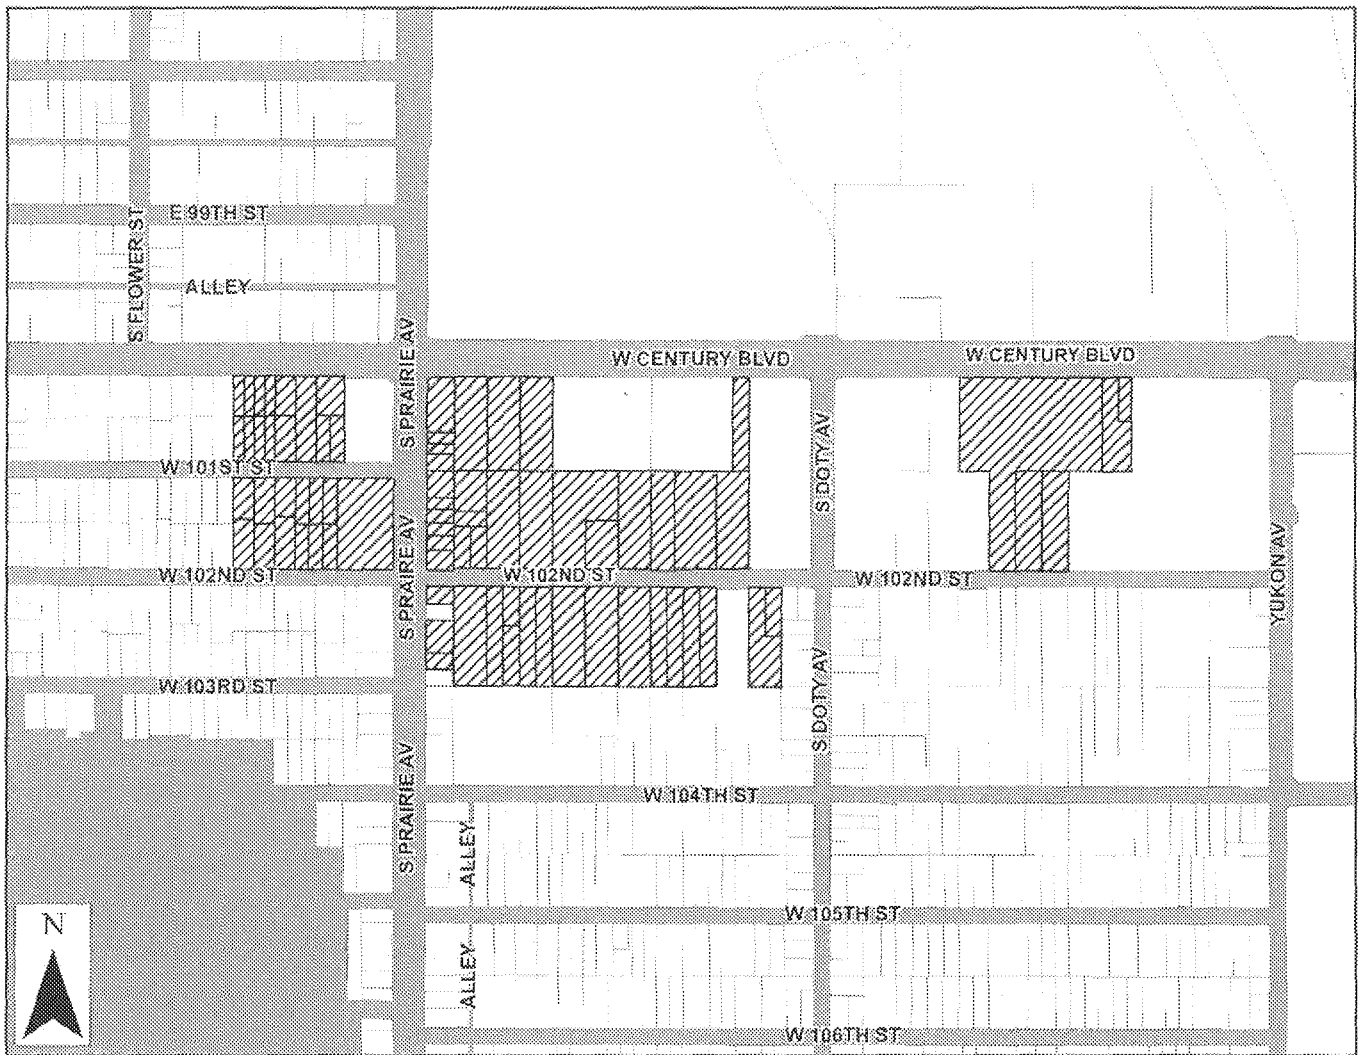 E 99TH ST
S FLOWER ST
ALLEY
S PRAIRIE AV
W CENTURY BLVD
W CENTURY BLVD
S DOTY AV
W 101ST ST
S PRAIRE AV
W 102ND ST
W 102ND ST
W 102ND ST
YUKON AV
W 103RD ST
S DOTY AV
S PRAIRIE AV
W 104TH ST
ALLEY
W 105TH ST
N
ALLEY
W 106TH ST